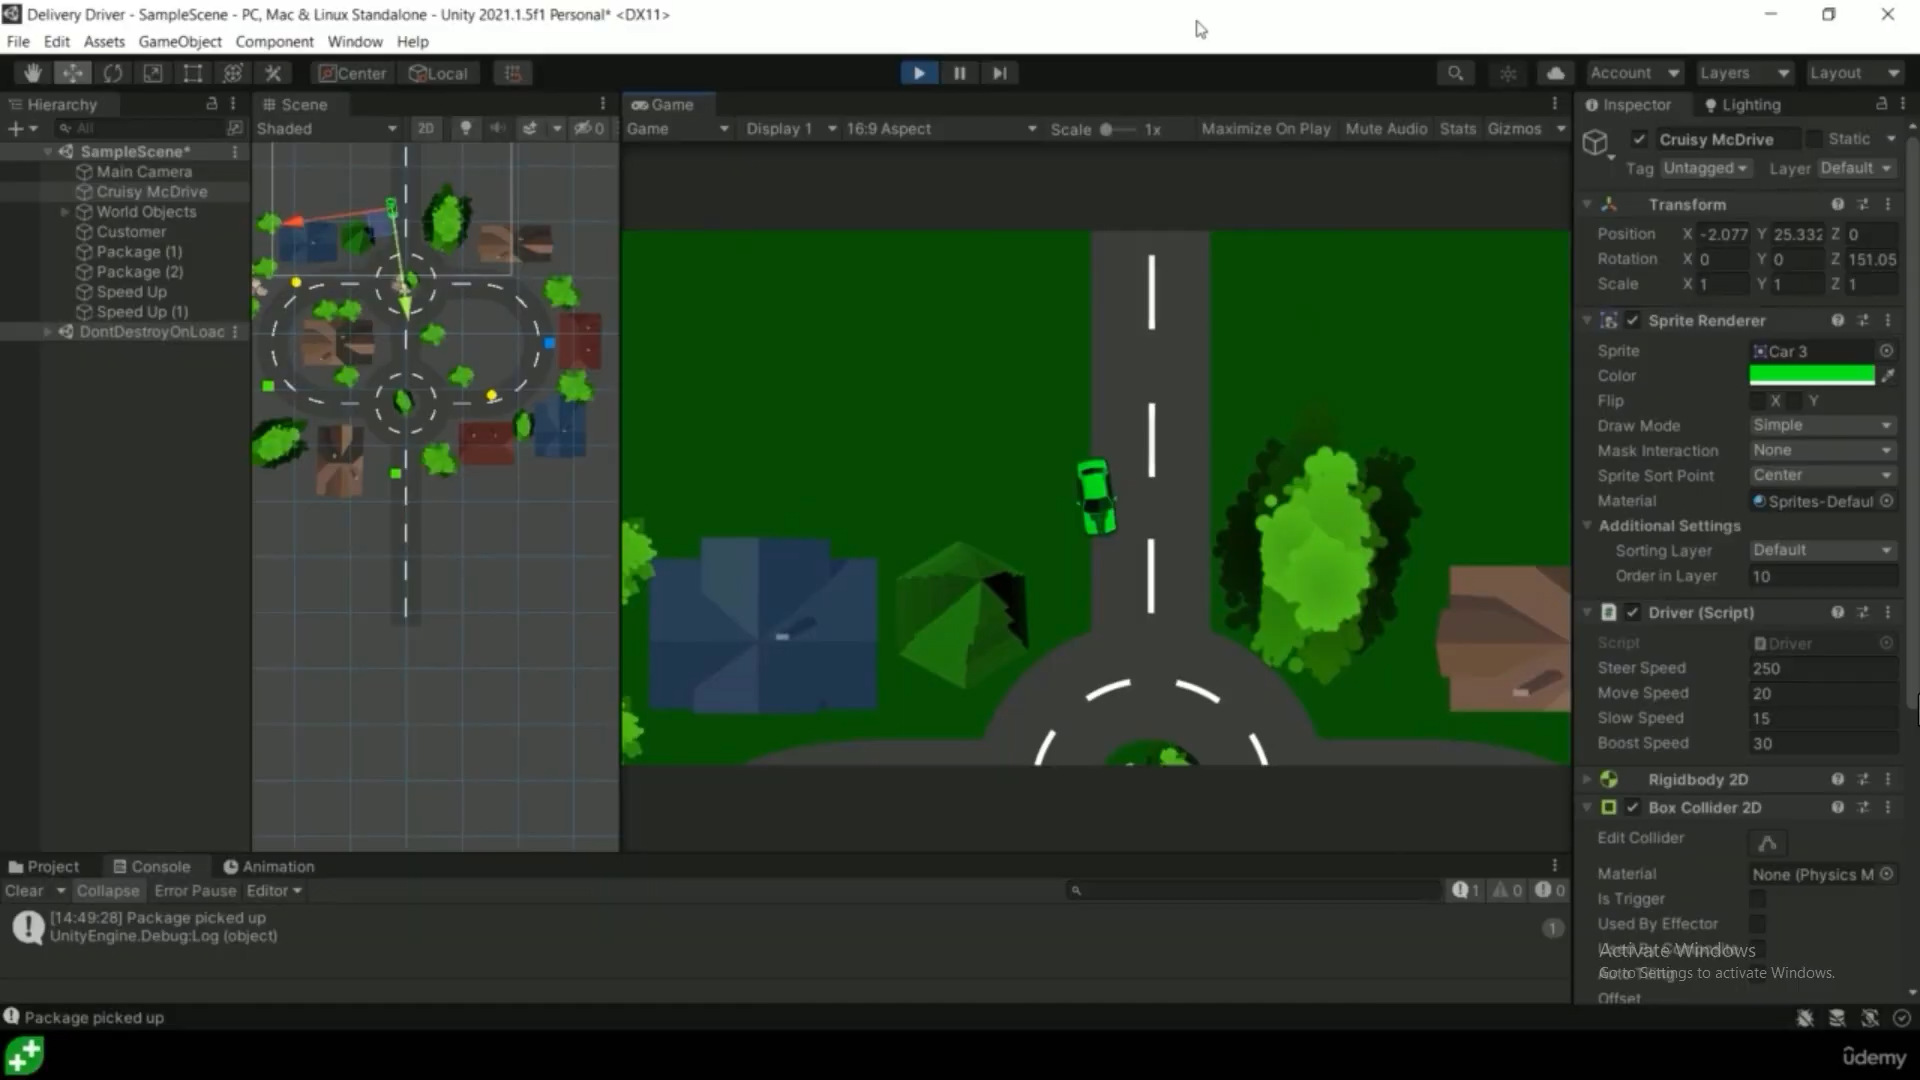 Delivery Driver - SampleScene - PC, Mac & Linux Standalone - Unity 2021.1.5f1 Personal* <DX11>
File Edit Assets GameObject Component Window Help
Center Local
Account Layers Layout
Hierarchy
All
SampleScene*
Main Camera
Cruisy McDrive
World Objects
Customer
Package (1)
Package (2)
Speed Up
Speed Up (1)
DontDestroyOnLoac
Scene
Shaded 2D 0
Game
Game Display 1 16:9 Aspect Scale 1x Maximize On Play Mute Audio Stats Gizmos
Inspector Lighting
Cruisy McDrive Static
Tag Untagged Layer Default
Transform
Position X -2.077 Y 25.332 Z 0
Rotation X 0 Y 0 Z 151.05
Scale X 1 Y 1 Z 1
Sprite Renderer
Sprite Car 3
Color
Flip X Y
Draw Mode Simple
Mask Interaction None
Sprite Sort Point Center
Material Sprites-Defaul
Additional Settings
Sorting Layer Default
Order in Layer 10
Driver (Script)
Script Driver
Steer Speed 250
Move Speed 20
Slow Speed 15
Boost Speed 30
Rigidbody 2D
Box Collider 2D
Edit Collider
Material None (Physics M
Is Trigger
Used By Effector
Activate Windows
Go to Settings to activate Windows.
Offset
Project Console Animation
Clear Collapse Error Pause Editor 1 0 0
[14:49:28] Package picked up
UnityEngine.Debug:Log (object)
1
Package picked up
ûdemy